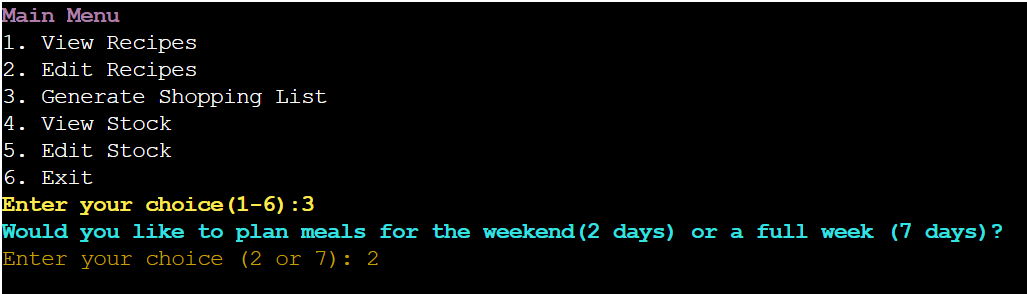 Main Menu
1. View Recipes
2. Edit Recipes
3. Generate Shopping List
4. View Stock
5. Edit Stock
6. Exit
Enter your choice(1-6):3
Would you like to plan meals for the weekend(2 days) or a full week (7 days)?
Enter your choice (2 or 7): 2